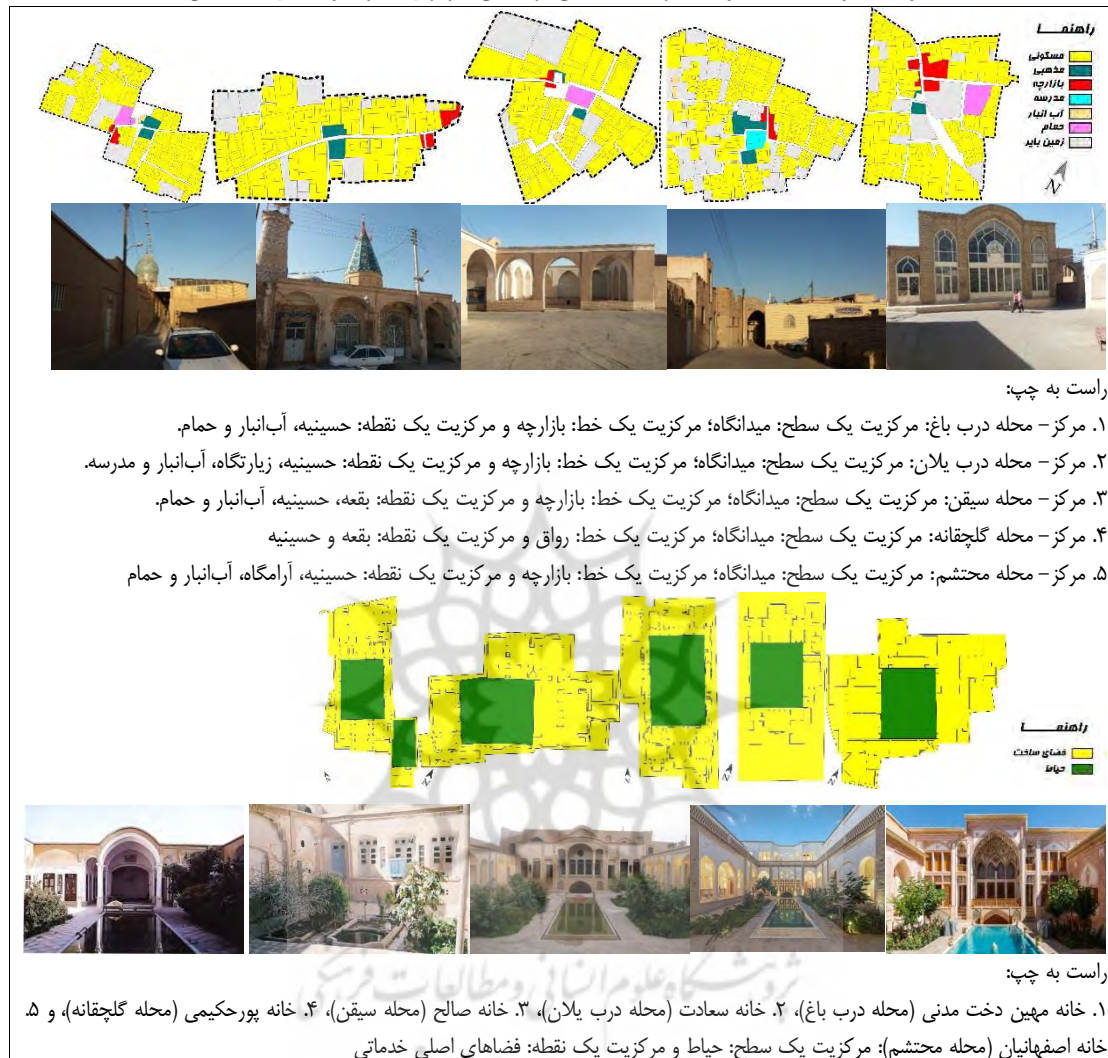 راهنمـــــا
مسکونی
مذهبی
بازارچه
مدرسه
آب انبار
حمام
زمین بایر
N
راست به چپ:
۱. مرکز– محله درب باغ: مرکزیت یک سطح: میدانگاه؛ مرکزیت یک خط: بازارچه و مرکزیت یک نقطه: حسینیه، آب‌انبار و حمام.
۲. مرکز– محله درب یلان: مرکزیت یک سطح: میدانگاه؛ مرکزیت یک خط: بازارچه و مرکزیت یک نقطه: حسینیه، زیارتگاه، آب‌انبار و مدرسه.
۳. مرکز– محله سیقن: مرکزیت یک سطح: میدانگاه؛ مرکزیت یک خط: بازارچه و مرکزیت یک نقطه: بقعه، حسینیه، آب‌انبار و حمام.
۴. مرکز– محله گلچقانه: مرکزیت یک سطح: میدانگاه؛ مرکزیت یک خط: رواق و مرکزیت یک نقطه: بقعه و حسینیه
۵. مرکز– محله محتشم: مرکزیت یک سطح: میدانگاه؛ مرکزیت یک خط: بازارچه و مرکزیت یک نقطه: حسینیه، آرامگاه، آب‌انبار و حمام
راهنمـــــا
فضای ساخت
حیاط
پژوهشگاه علوم انسانی و مطالعات فرهنگی
راست به چپ:
۱. خانه مهین دخت مدنی (محله درب باغ)، ۲. خانه سعادت (محله درب یلان)، ۳. خانه صالح (محله سیقن)، ۴. خانه پورحکیمی (محله گلچقانه)، و ۵.
خانه اصفهانیان (محله محتشم): مرکزیت یک سطح: حیاط و مرکزیت یک نقطه: فضاهای اصلی خدماتی